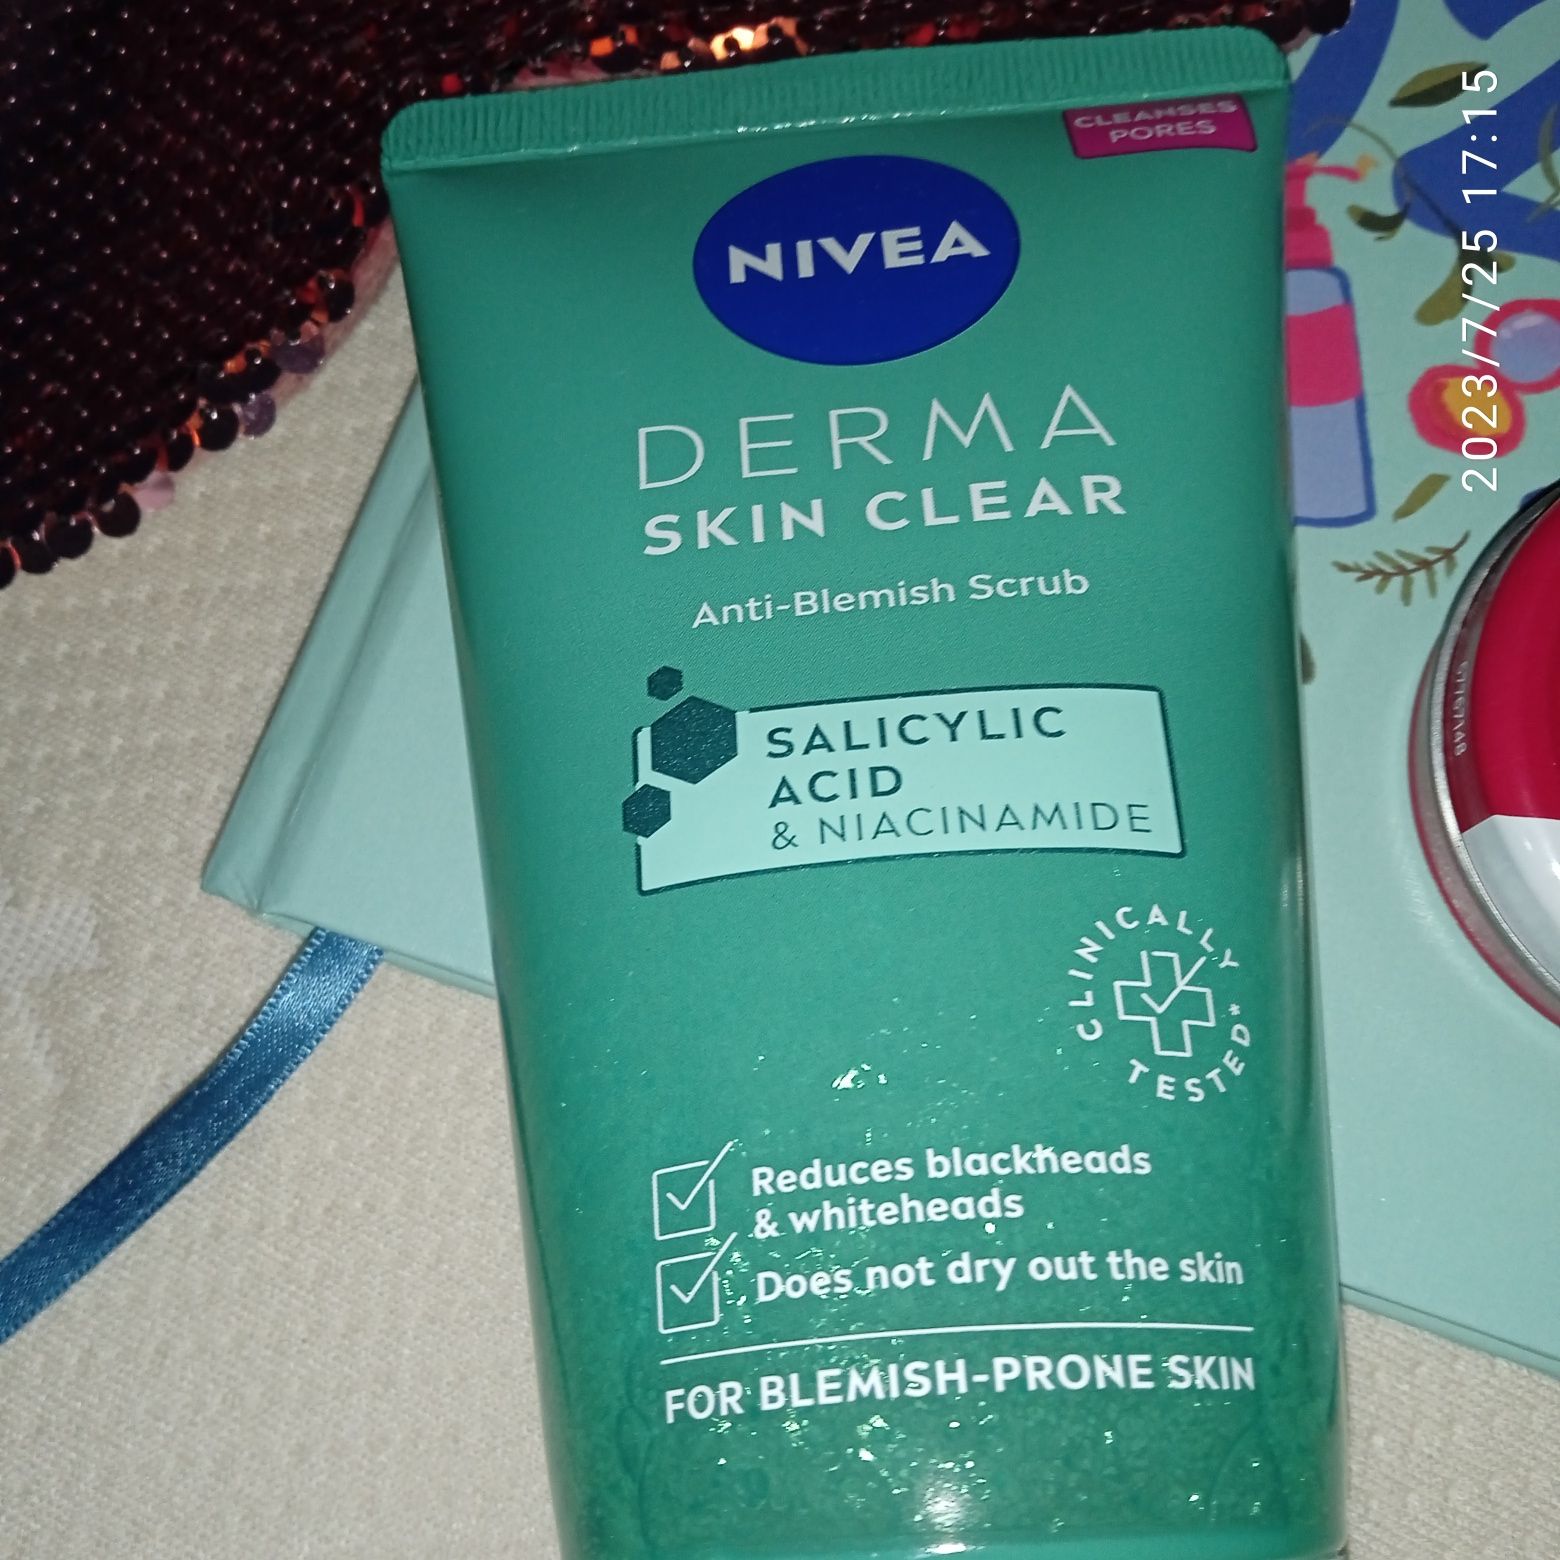 CLEANSES
PORES
NIVEA
DERMA
SKIN CLEAR
Anti-Blemish Scrub
SALICYLIC
ACID
& NIACINAMIDE
CLINICALLY
TESTED*
Reduces blackheads
& whiteheads
Does not dry out the skin
FOR BLEMISH-PRONE SKIN
2023/7/25 17:15